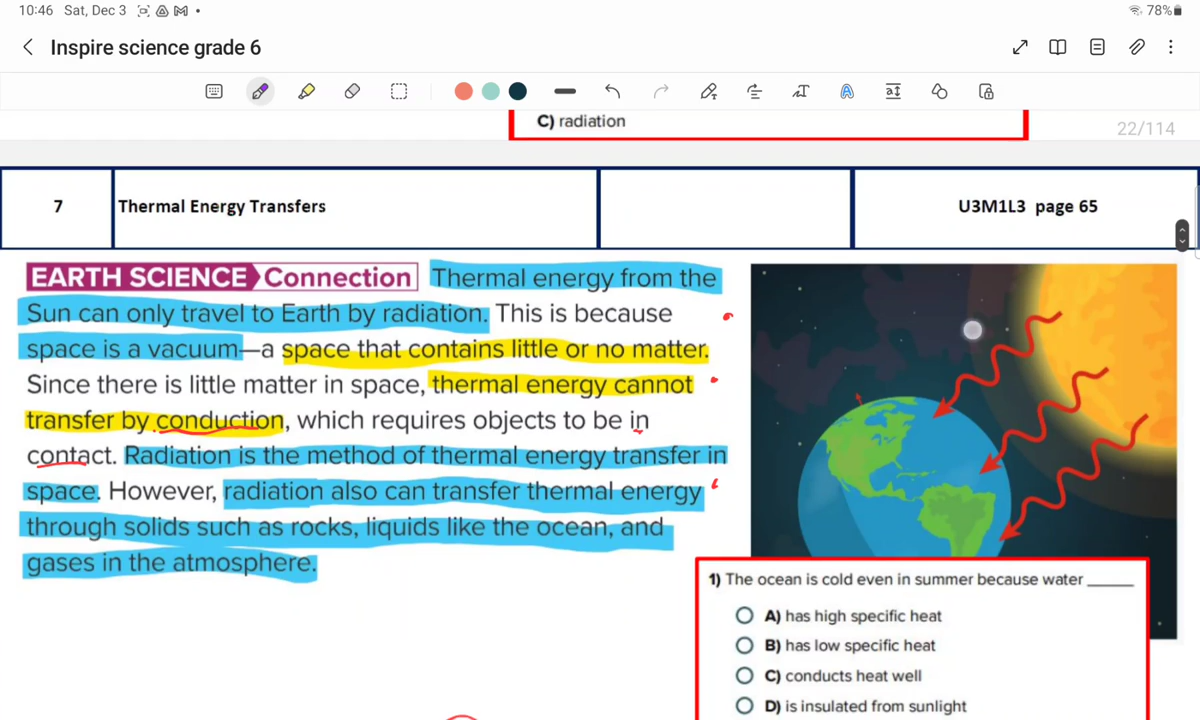 10:46 Sat, Dec 3
78%
Inspire science grade 6
C) radiation
22/114
7
Thermal Energy Transfers
U3M1L3 page 65
EARTH SCIENCE Connection Thermal energy from the
Sun can only travel to Earth by radiation. This is because
space is a vacuum—a space that contains little or no matter.
Since there is little matter in space, thermal energy cannot
transfer by conduction, which requires objects to be in
contact. Radiation is the method of thermal energy transfer in
space. However, radiation also can transfer thermal energy
through solids such as rocks, liquids like the ocean, and
gases in the atmosphere.
1) The ocean is cold even in summer because water ______
A) has high specific heat
B) has low specific heat
C) conducts heat well
D) is insulated from sunlight